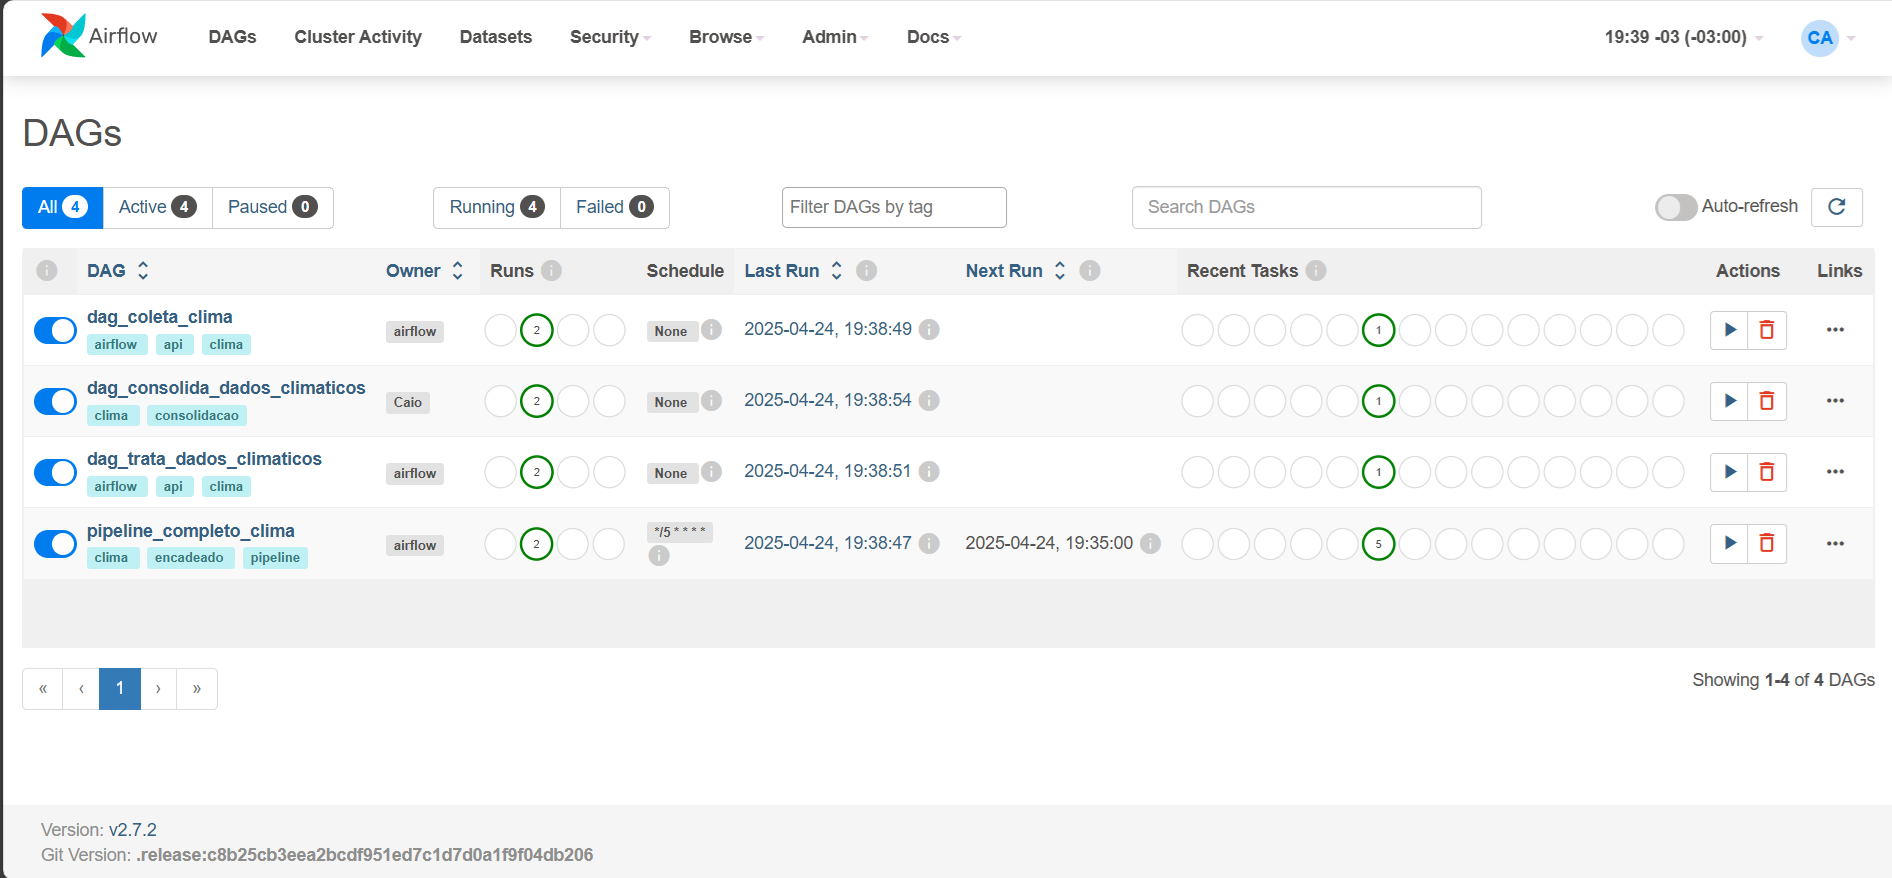 Airflow DAGs Cluster Activity Datasets Security Browse Admin Docs 19:39 -03 (-03:00) CA
DAGs
All 4 Active 4 Paused 0 Running 4 Failed 0 Filter DAGs by tag Search DAGs Auto-refresh
DAG Owner Runs Schedule Last Run Next Run Recent Tasks Actions Links
dag_coleta_clima
airflow 2 None 2025-04-24, 19:38:49 1
airflow api clima
dag_consolida_dados_climaticos
Caio 2 None 2025-04-24, 19:38:54 1
clima consolidacao
dag_trata_dados_climaticos
airflow 2 None 2025-04-24, 19:38:51 1
airflow api clima
pipeline_completo_clima */5 * * * *
airflow 2 2025-04-24, 19:38:47 2025-04-24, 19:35:00 5
clima encadeado pipeline
« ‹ 1 › » Showing 1-4 of 4 DAGs
Version: v2.7.2
Git Version: .release:c8b25cb3eea2bcdf951ed7c1d7d0a1f9f04db206